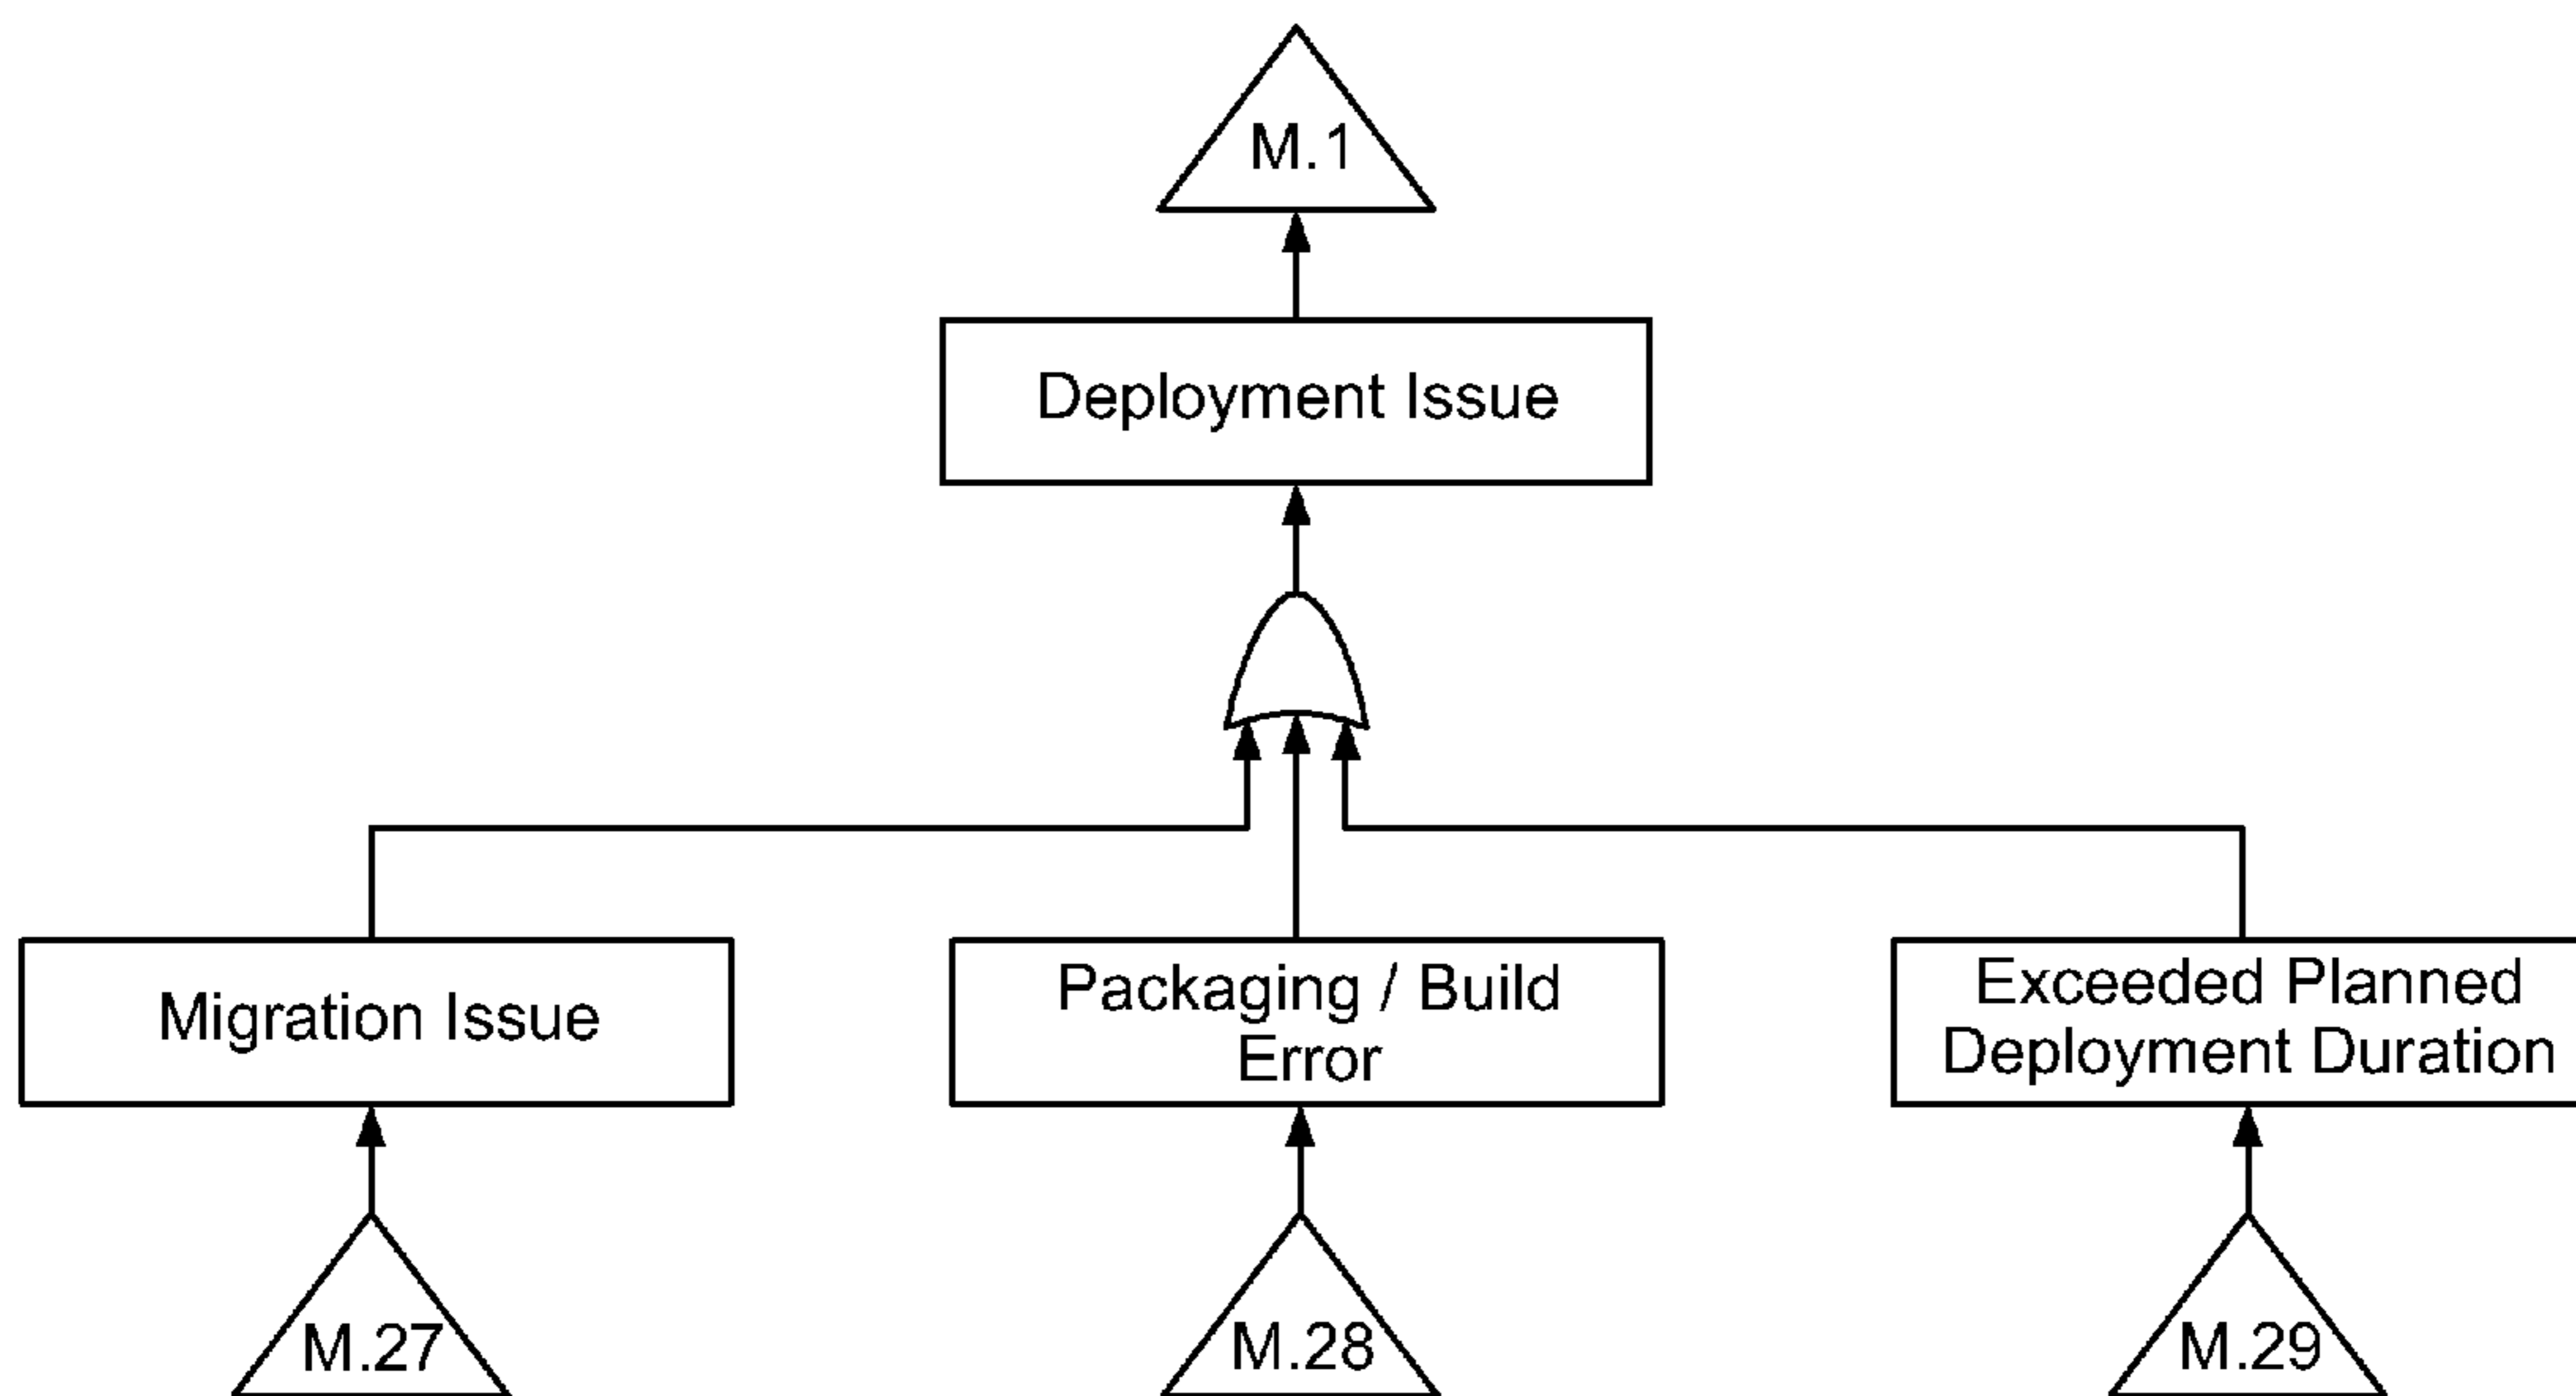 M.1
Deployment Issue
Migration Issue
Packaging / Build
Error
Exceeded Planned
Deployment Duration
M.27
M.28
M.29